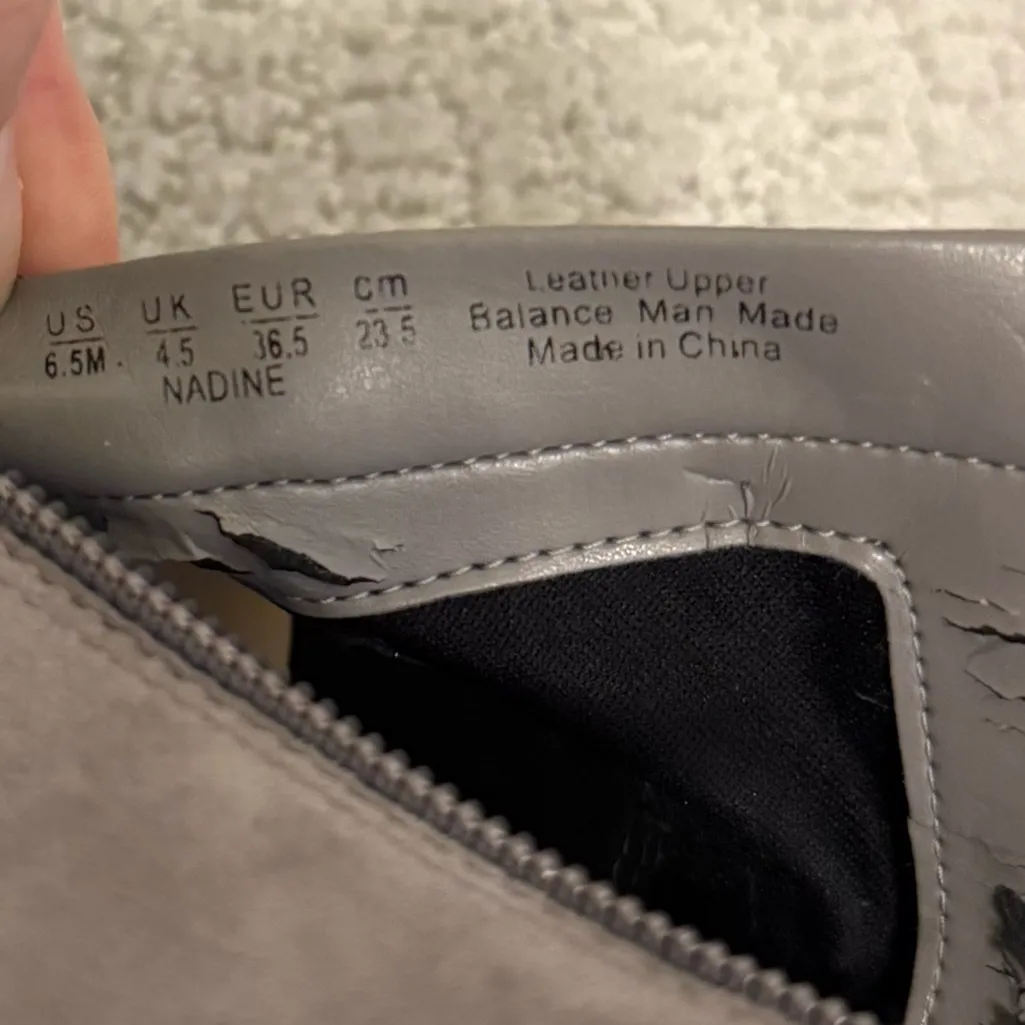 US UK EUR cm
6.5M. 4.5 36.5 23.5
NADINE
Leather Upper
Balance Man Made
Made in China